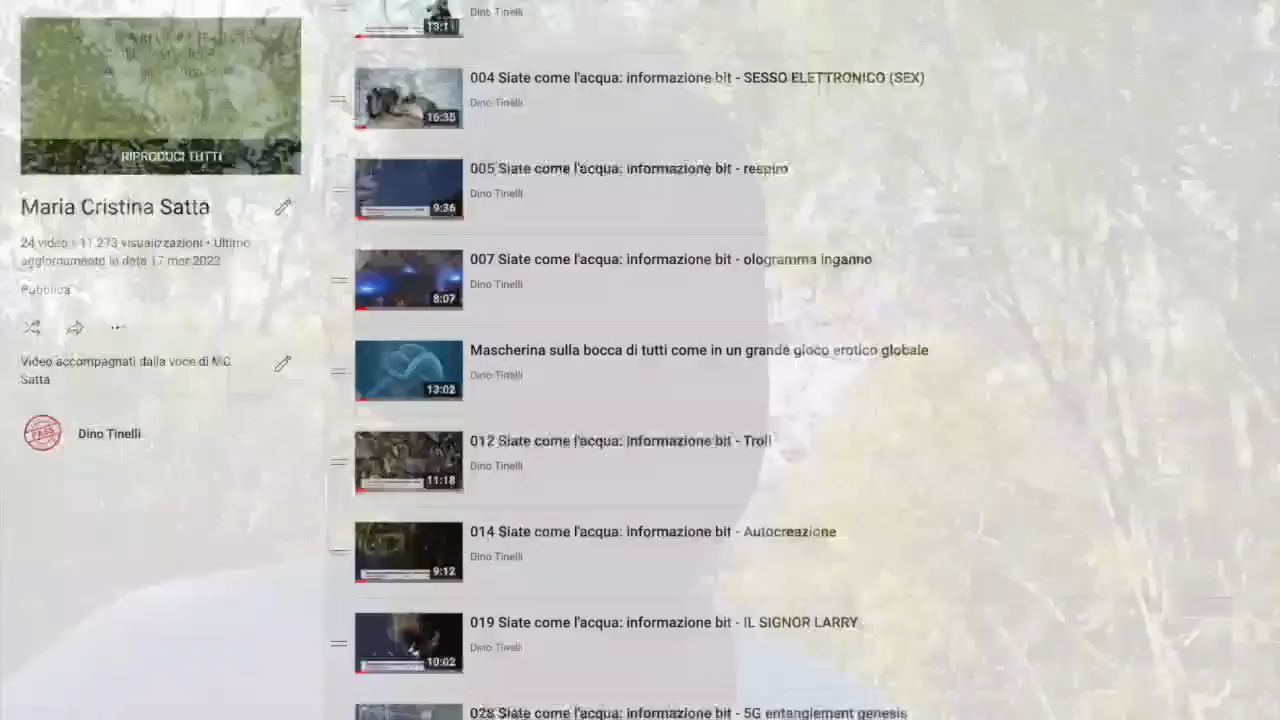 RIPRODUCI TUTTI
Maria Cristina Satta
24 video • 11.273 visualizzazioni • Ultimo
aggiornamento in data 17 mar 2022
Pubblica
Video accompagnati dalla voce di MC
Satta
Dino Tinelli
13:11
Dino Tinelli
004 Siate come l'acqua: informazione bit - SESSO ELETTRONICO (SEX)
Dino Tinelli
16:35
005 Siate come l'acqua: informazione bit - respiro
Dino Tinelli
9:36
007 Siate come l'acqua: informazione bit - ologramma inganno
Dino Tinelli
8:07
Mascherina sulla bocca di tutti come in un grande gioco erotico globale
Dino Tinelli
13:02
012 Siate come l'acqua: informazione bit - Troll
Dino Tinelli
11:18
014 Siate come l'acqua: informazione bit - Autocreazione
Dino Tinelli
9:12
019 Siate come l'acqua: informazione bit - IL SIGNOR LARRY
Dino Tinelli
10:02
028 Siate come l'acqua: informazione bit - 5G entanglement genesis